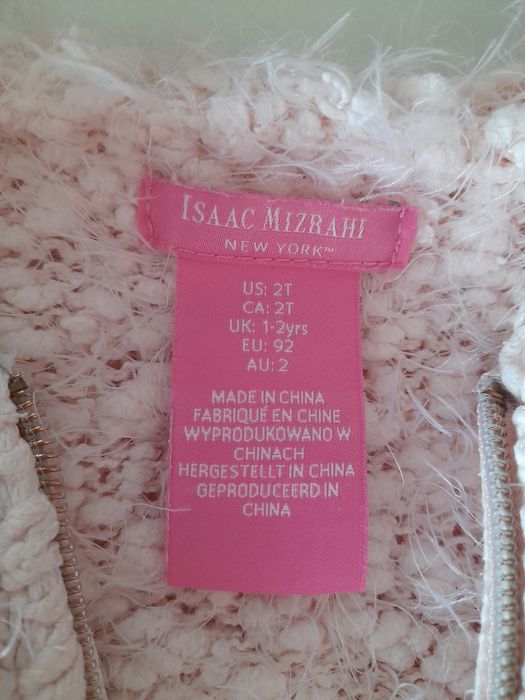 ISAAC MIZRAHI
NEW YORK™
US: 2T
CA: 2T
UK: 1-2yrs
EU: 92
AU: 2
MADE IN CHINA
FABRIQUÉ EN CHINE
WYPRODUKOWANO W
CHINACH
HERGESTELLT IN CHINA
GEPRODUCEERD IN
CHINA